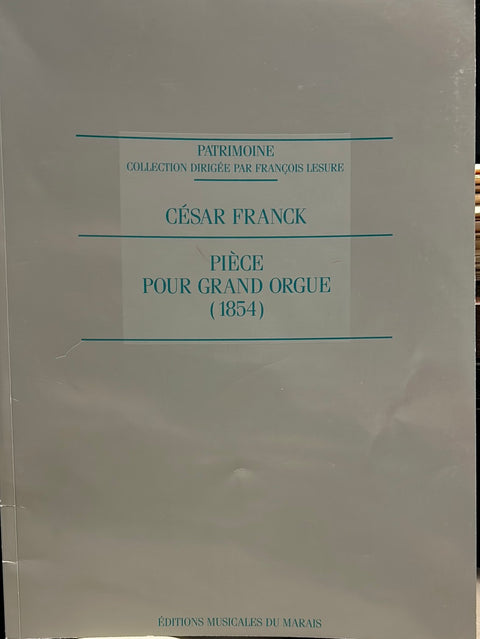 PATRIMOINE
COLLECTION DIRIGÉE PAR FRANÇOIS LESURE
CÉSAR FRANCK
PIÈCE
POUR GRAND ORGUE
(1854)
ÉDITIONS MUSICALES DU MARAIS